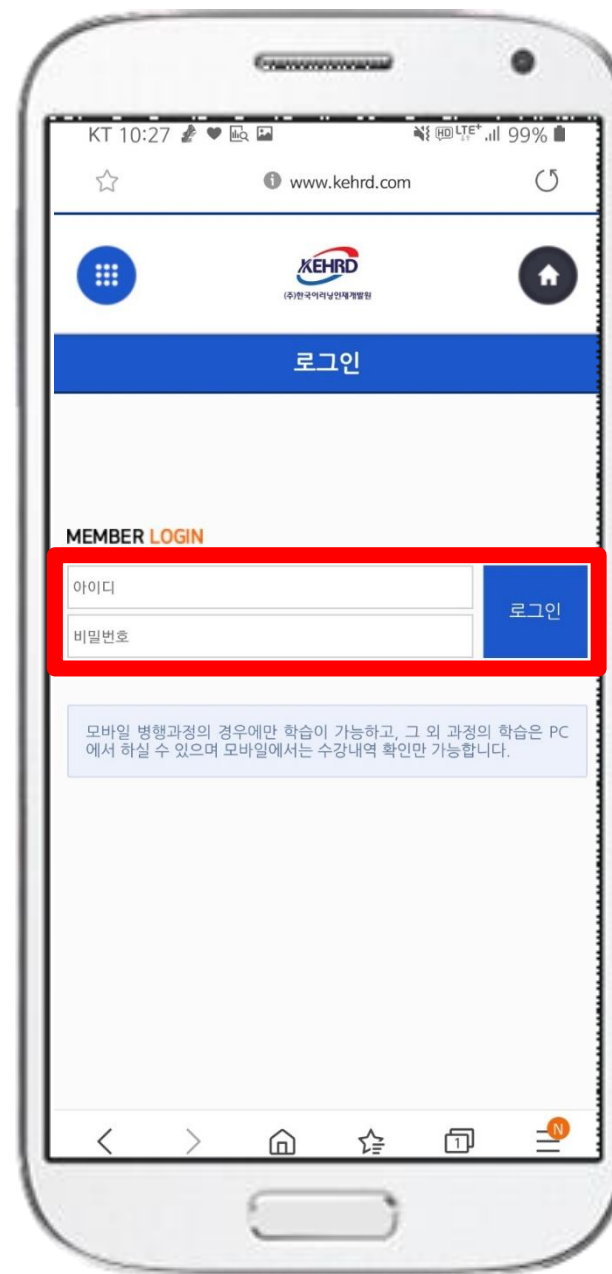 KT 10:27
HD LTE+ 99%
www.kehrd.com
KEHRD
(주)한국이러닝인재개발원
로그인
MEMBER LOGIN
아이디
로그인
비밀번호
모바일 병행과정의 경우에만 학습이 가능하고, 그 외 과정의 학습은 PC
에서 하실 수 있으며 모바일에서는 수강내역 확인만 가능합니다.
1
N